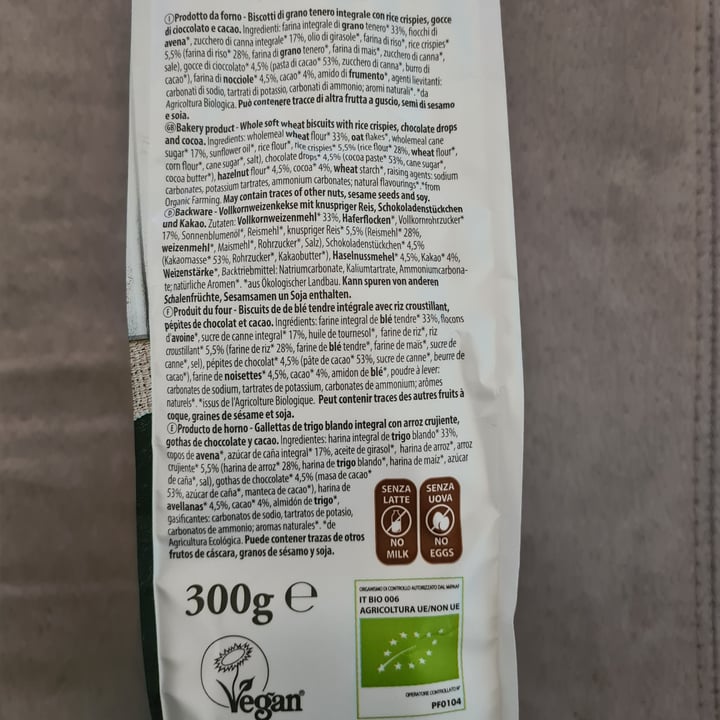 ⒾProdotto da forno - Biscotti di grano tenero integrale con rice crispies, gocce
di cioccolato e cacao. Ingredienti: farina integrale di grano tenero* 33%, fiocchi di
avena*, zucchero di canna integrale* 17%, olio di girasole*, farina di riso*, rice crispies*
5,5% (farina di riso* 28%, farina di grano tenero*, farina di mais*, zucchero di canna*,
sale), gocce di cioccolato* 4,5% (pasta di cacao* 53%, zucchero di canna*, burro di
cacao*), farina di nocciole* 4,5%, cacao* 4%, amido di frumento*, agenti lievitanti:
carbonati di sodio, tartrati di potassio, carbonati di ammonio; aromi naturali*. *da
Agricoltura Biologica. Può contenere tracce di altra frutta a guscio, semi di sesamo
e soia.
ⒼⒷBakery product - Whole soft wheat biscuits with rice crispies, chocolate drops
and cocoa. Ingredients: wholemeal wheat flour* 33%, oat flakes*, wholemeal cane
sugar* 17%, sunflower oil*, rice flour*, rice crispies* 5,5% (rice flour* 28%, wheat flour*,
corn flour*, cane sugar*, salt), chocolate drops* 4,5% (cocoa paste* 53%, cane sugar*,
cocoa butter*), hazelnut flour* 4,5%, cocoa* 4%, wheat starch*, raising agents: sodium
carbonates, potassium tartrates, ammonium carbonates; natural flavourings*. *from
Organic Farming. May contain traces of other nuts, sesame seeds and soy.
ⒹBackware - Vollkornweizenkekse mit knuspriger Reis, Schokoladenstückchen
und Kakao. Zutaten: Vollkornweizenmehl* 33%, Haferflocken*, Vollkornrohrzucker*
17%, Sonnenblumenöl*, Reismehl*, knuspriger Reis* 5,5% (Reismehl* 28%,
weizenmehl*, Maismehl*, Rohrzucker*, Salz), Schokoladenstückchen* 4,5%
(Kakaomasse* 53%, Rohrzucker*, Kakaobutter*), Haselnussmehel* 4,5%, Kakao* 4%,
Weizenstärke*, Backtriebmittel: Natriumcarbonate, Kaliumtartrate, Ammoniumcarbona-
te; natürliche Aromen*. *aus Ökologischer Landbau. Kann spuren von anderen
Schalenfrüchte, Sesamsamen un Soja enthalten.
ⒻProduit du four - Biscuits de de blé tendre intégrale avec riz croustillant,
pépites de chocolat et cacao. Ingrédients: farine integral de blé tendre* 33%, flocons
d'avoine*, sucre de canne integral* 17%, huile de tournesol*, farine de riz*, riz
croustillant* 5,5% (farine de riz* 28%, farine de blé tendre*, farine de maïs*, sucre de
canne*, sel), pépites de chocolat* 4,5% (pâte de cacao* 53%, sucre de canne*, beurre de
cacao*), farine de noisettes* 4,5%, cacao* 4%, amidon de blé*, poudre à lever:
carbonates de sodium, tartrates de potassium, carbonates de ammonium; arômes
naturels*. *issus de l'Agricolture Biologique. Peut contenir traces des autres fruits à
coque, graines de sésame et soja.
ⒺProducto de horno - Gallettas de trigo blando integral con arroz crujiente,
gothas de choccolate y cacao. Ingredientes: harina integral de trigo blando* 33%,
copos de avena*, azúcar de caña integral* 17%, aceite de girasol*, harina de arroz*, arroz
crujiente* 5,5% (harina de arroz* 28%, harina de trigo blando*, harina de maiz*, azúcar
de caña*, sal), gothas de chocolate* 4,5% (masa de cacao*
53%, azúcar de caña*, manteca de cacao*), harina de
avellanas* 4,5%, cacao* 4%, almidón de trigo*,
gasificantes: carbonatos de sodio, tartratos de potasio,
carbonatos de ammonio; aromas naturales*. *de
Agricultura Ecológica. Puede contener trazas de otros
frutos de cáscara, granos de sésamo y soja.
SENZA
LATTE
NO
MILK
SENZA
UOVA
NO
EGGS
300g e
Vegan
ORGANISMO DI CONTROLLO AUTORIZZATO DAL MIPAAF
IT BIO 006
AGRICOLTURA UE/NON UE
OPERATORE CONTROLLATO N°
PF0104